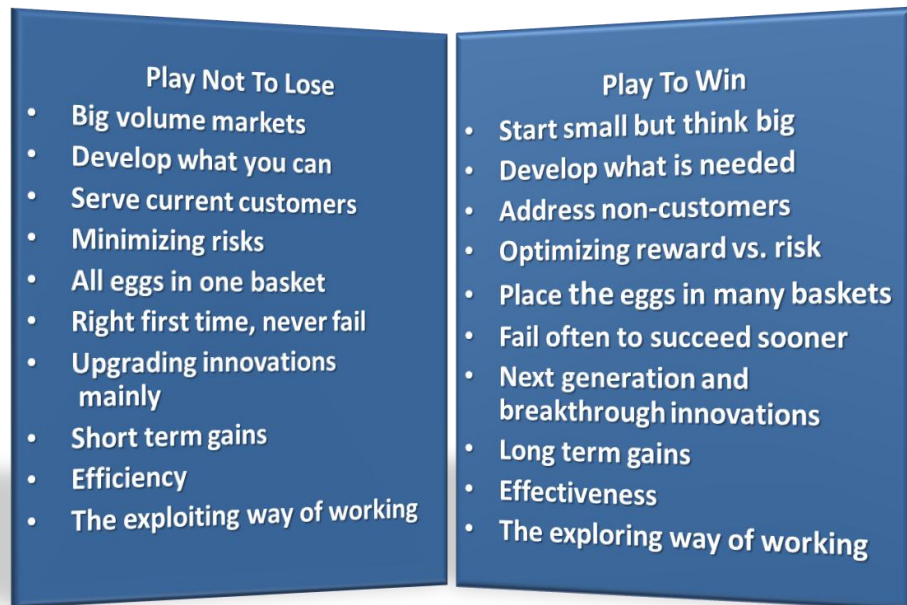 Play Not To Lose
• Big volume markets
• Develop what you can
• Serve current customers
• Minimizing risks
• All eggs in one basket
• Right first time, never fail
• Upgrading innovations
mainly
• Short term gains
• Efficiency
• The exploiting way of working
Play To Win
• Start small but think big
• Develop what is needed
• Address non-customers
• Optimizing reward vs. risk
• Place the eggs in many baskets
• Fail often to succeed sooner
• Next generation and
breakthrough innovations
• Long term gains
• Effectiveness
• The exploring way of working